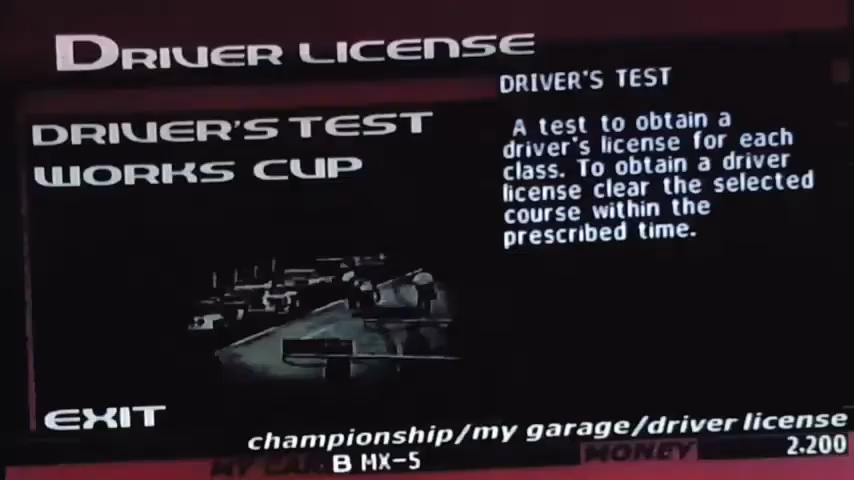 DRIVER LICENSE
DRIVER'S TEST
WORKS CUP
DRIVER'S TEST
A test to obtain a
driver's license for each
class. To obtain a driver
license clear the selected
course within the
prescribed time.
EXIT
championship/my garage/driver license
MY CAR B MX-5
MONEY 2.200